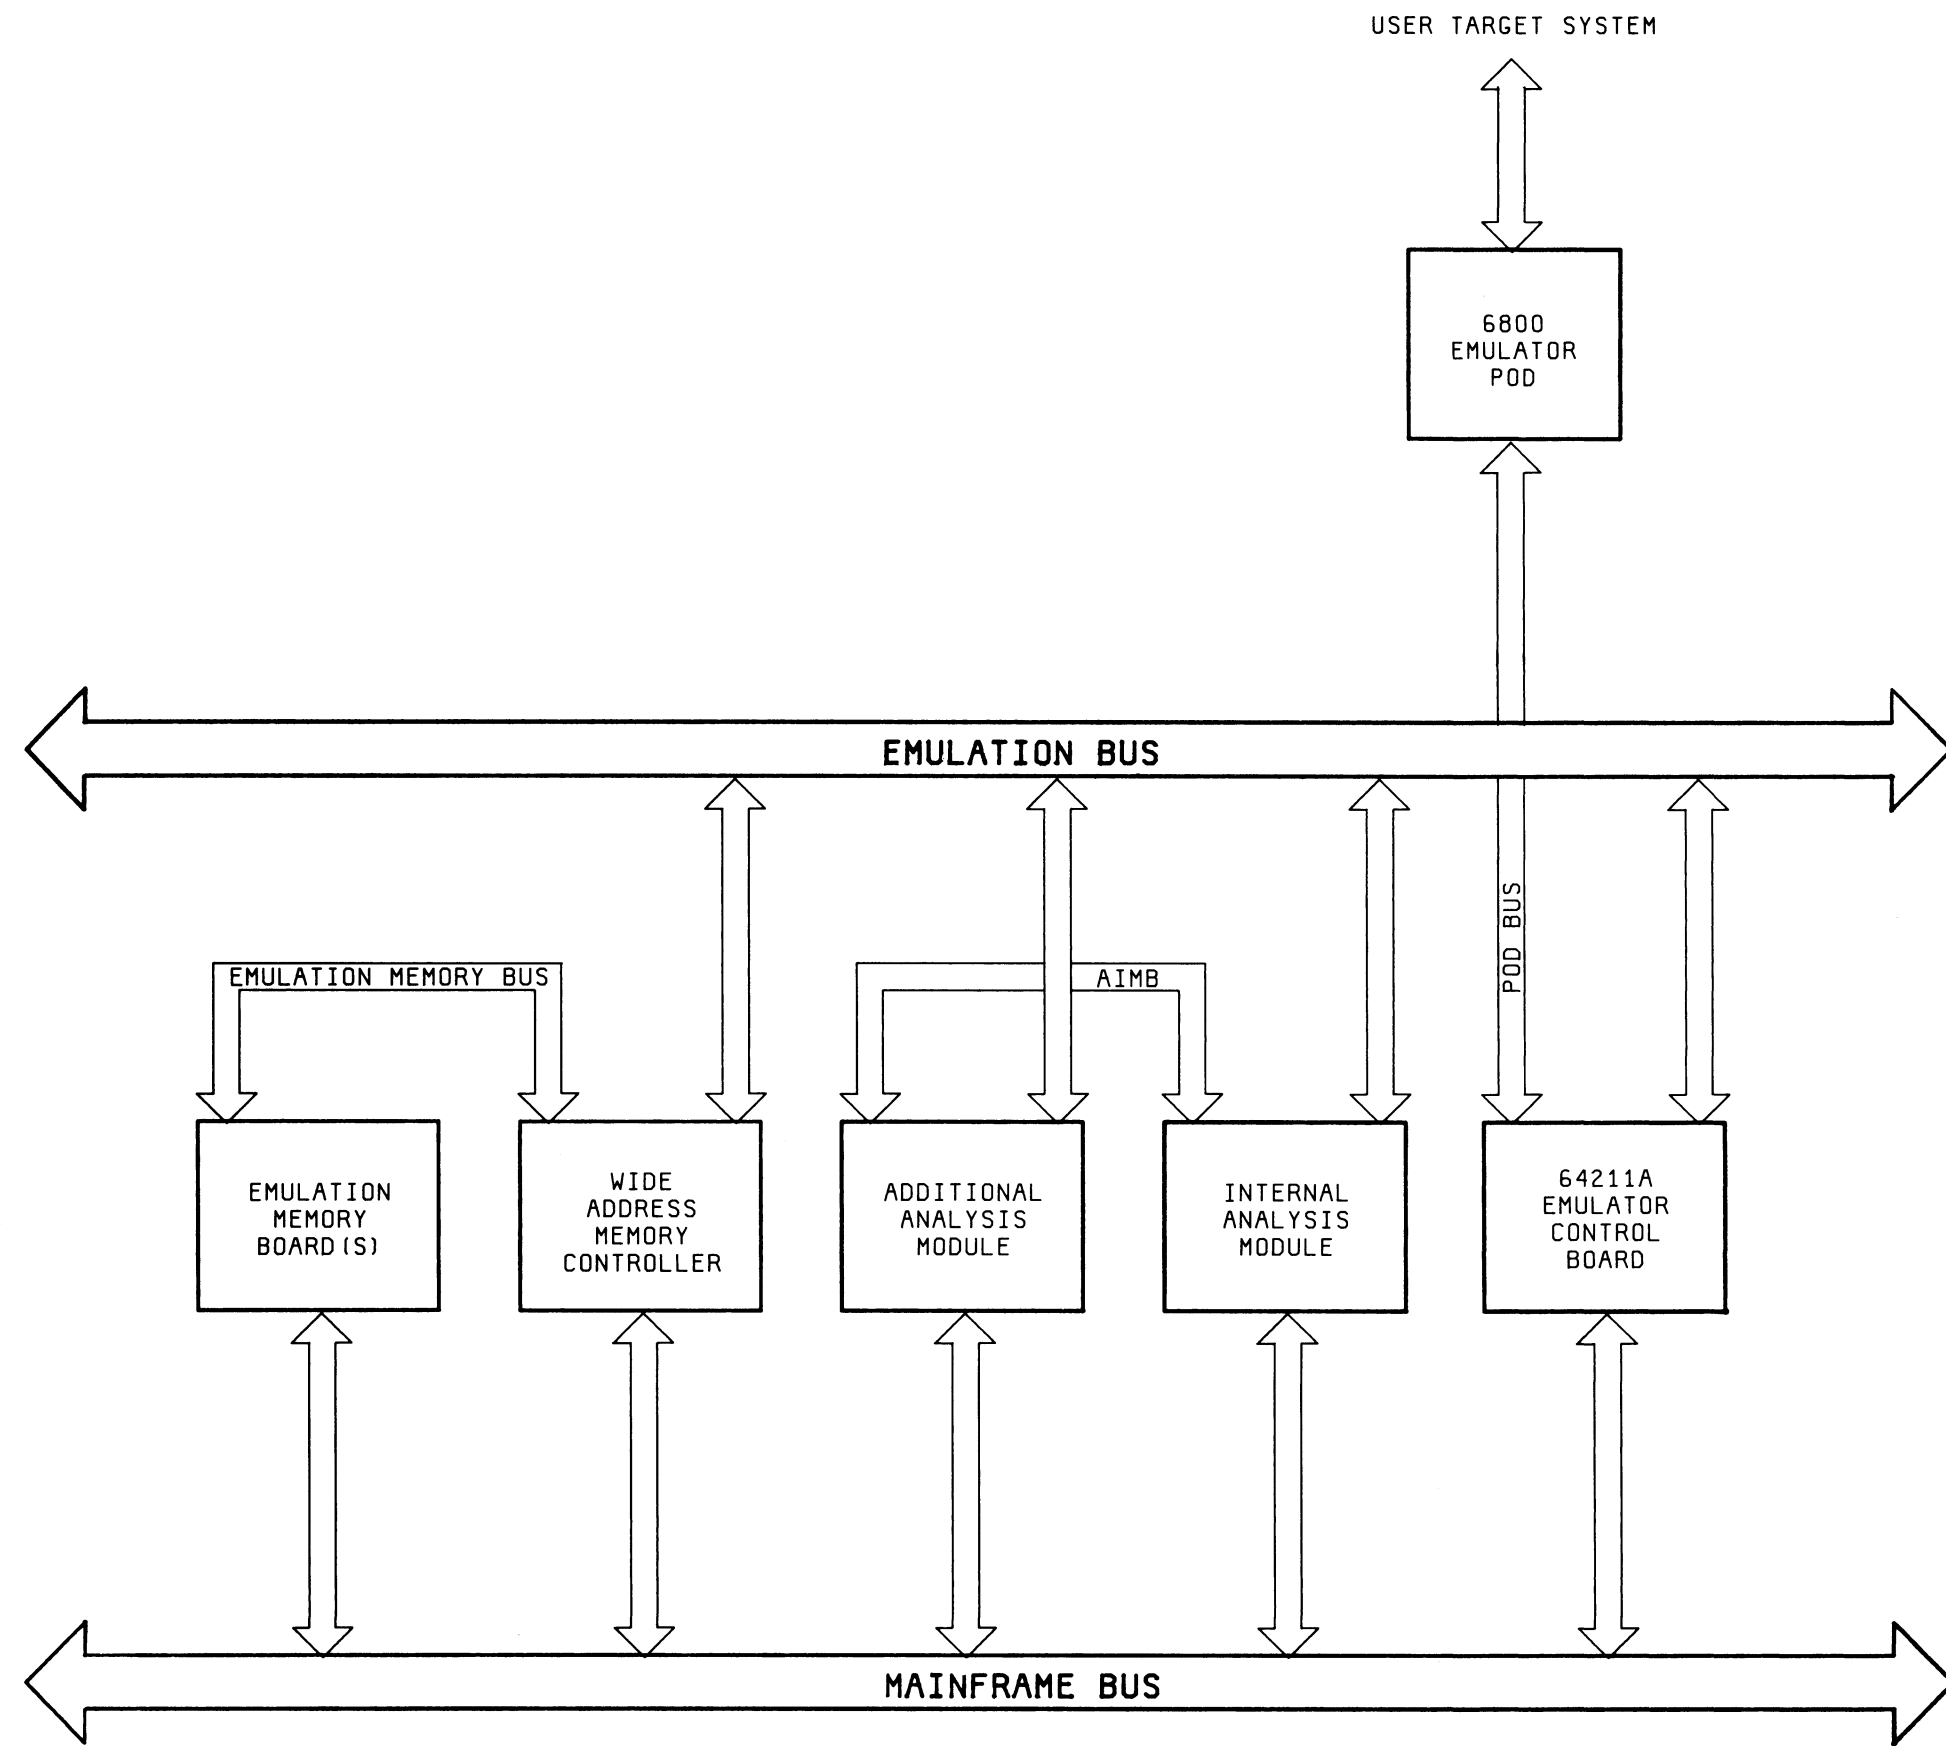 USER TARGET SYSTEM
6800
EMULATOR
POD
EMULATION BUS
POD BUS
EMULATION MEMORY BUS
AIMB
EMULATION
MEMORY
BOARD(S)
WIDE
ADDRESS
MEMORY
CONTROLLER
ADDITIONAL
ANALYSIS
MODULE
INTERNAL
ANALYSIS
MODULE
64211A
EMULATOR
CONTROL
BOARD
MAINFRAME BUS